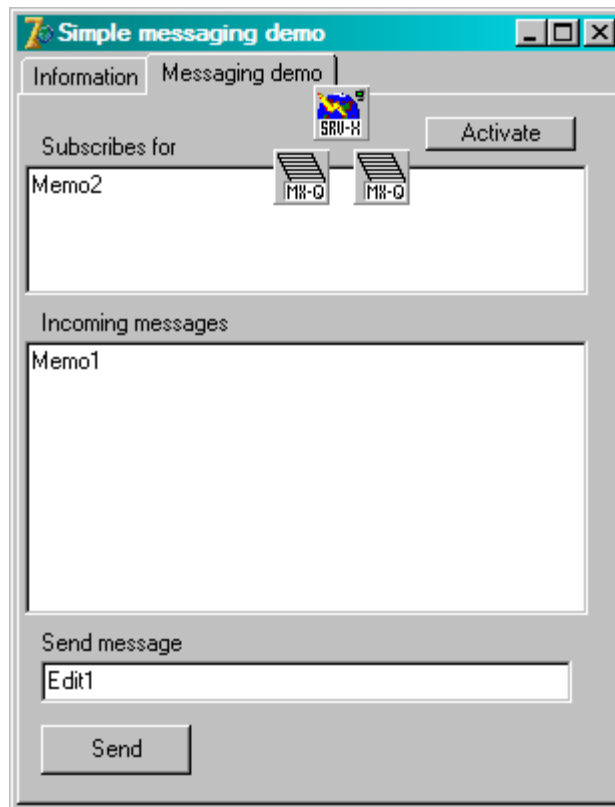 Simple messaging demo
Information
Messaging demo
SRV-X
Subscribes for
Activate
Memo2
MX-Q
MX-Q
Incoming messages
Memo1
Send message
Edit1
Send